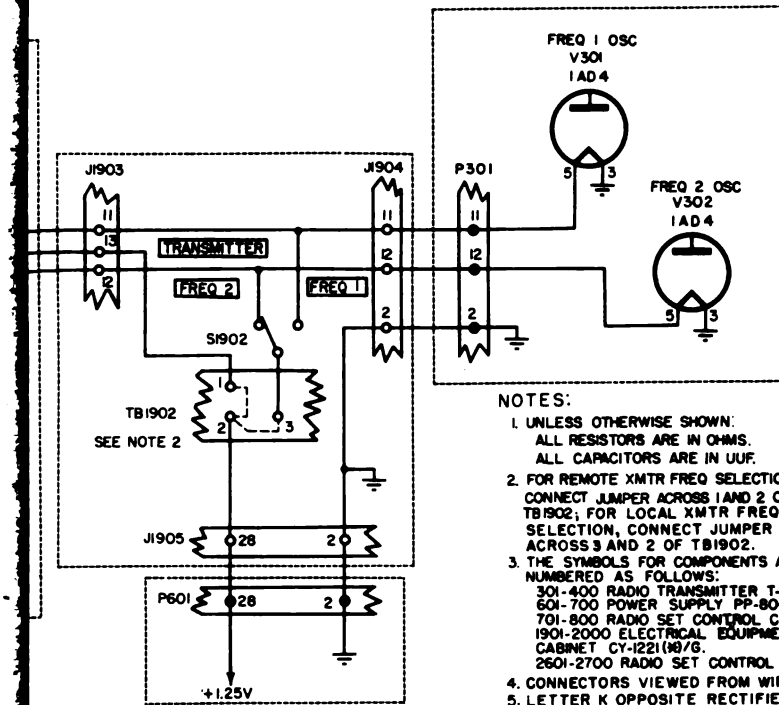 FREQ 1 OSC
V301
1AD4
J1903
J1904
P301
5
3
11
11
11
FREQ 2 OSC
V302
1AD4
13
TRANSMITTER
12
12
12
FREQ 2
FREQ 1
5
3
2
2
S1902
1
TB1902
2
3
SEE NOTE 2
J1905
28
2
P601
28
2
+1.25V
NOTES:
1. UNLESS OTHERWISE SHOWN:
ALL RESISTORS ARE IN OHMS.
ALL CAPACITORS ARE IN UUF.
2. FOR REMOTE XMTR FREQ SELECTIO
CONNECT JUMPER ACROSS 1 AND 2 O
TB1902; FOR LOCAL XMTR FREQ
SELECTION, CONNECT JUMPER
ACROSS 3 AND 2 OF TB1902.
3. THE SYMBOLS FOR COMPONENTS A
NUMBERED AS FOLLOWS:
301-400 RADIO TRANSMITTER T-
601-700 POWER SUPPLY PP-80
701-800 RADIO SET CONTROL C
1901-2000 ELECTRICAL EQUIPME
CABINET CY-1221(*)/G.
2601-2700 RADIO SET CONTROL
4. CONNECTORS VIEWED FROM WI
5. LETTER K OPPOSITE RECTIFIE